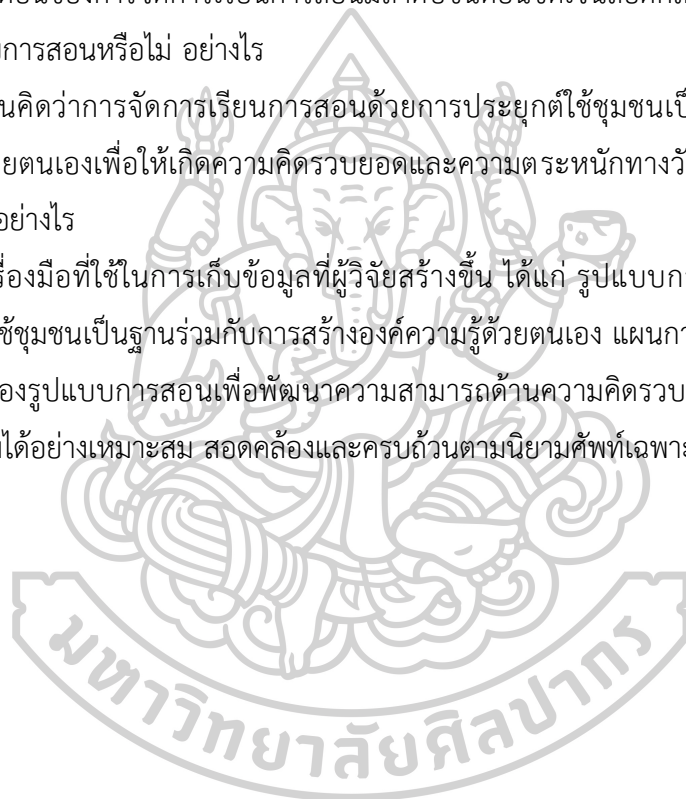 งการสอนหรือไม่ อย่างไร
นคิดว่าการจัดการเรียนการสอนด้วยการประยุกต์ใช้ชุมชนเป็
ยตนเองเพื่อให้เกิดความคิดรวบยอดและความตระหนักทางวั
อย่างไร
รื่องมือที่ใช้ในการเก็บข้อมูลที่ผู้วิจัยสร้างขึ้น ได้แก่ รูปแบบก
ใช้ชุมชนเป็นฐานร่วมกับการสร้างองค์ความรู้ด้วยตนเอง แผนกา
องรูปแบบการสอนเพื่อพัฒนาความสามารถด้านความคิดรวบ
ได้อย่างเหมาะสม สอดคล้องและครบถ้วนตามนิยามศัพท์เฉพาะ
มหาวิทยาลัยศิลปากร